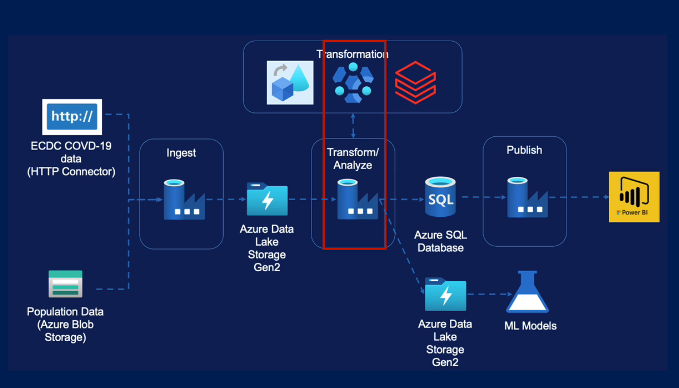 Transformation
http://
ECDC COVD-19
data
(HTTP Connector)
Ingest
Transform/
Analyze
Publish
SQL
Power BI
Azure Data
Lake
Storage
Gen2
Azure SQL
Database
Population Data
(Azure Blob
Storage)
Azure Data
Lake
Storage
Gen2
ML Models